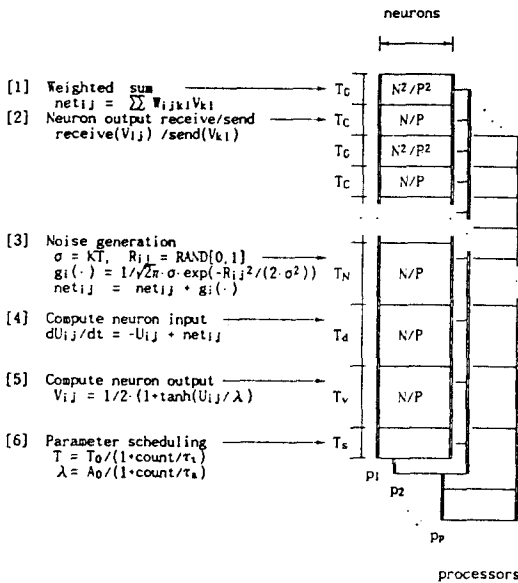 neurons
[1] Weighted sum
netij = ΣΣ WijklVkl
[2] Neuron output receive/send
receive(Vij) /send(Vkl)
[3] Noise generation
σ = KT, Rij = RAND[0,1]
gi(·) = 1/√2π·σ·exp(-Rij²/(2·σ²))
netij = netij + gi(·)
[4] Compute neuron input
dUij/dt = -Uij + netij
[5] Compute neuron output
Vij = 1/2·(1+tanh(Uij/λ)
[6] Parameter scheduling
T = T0/(1+count/τt)
λ = A0/(1+count/τa)
TG N²/P²
TC N/P
TG N²/P²
TC N/P
TN N/P
Td N/P
Tv N/P
Ts
p1
p2
pp
processors